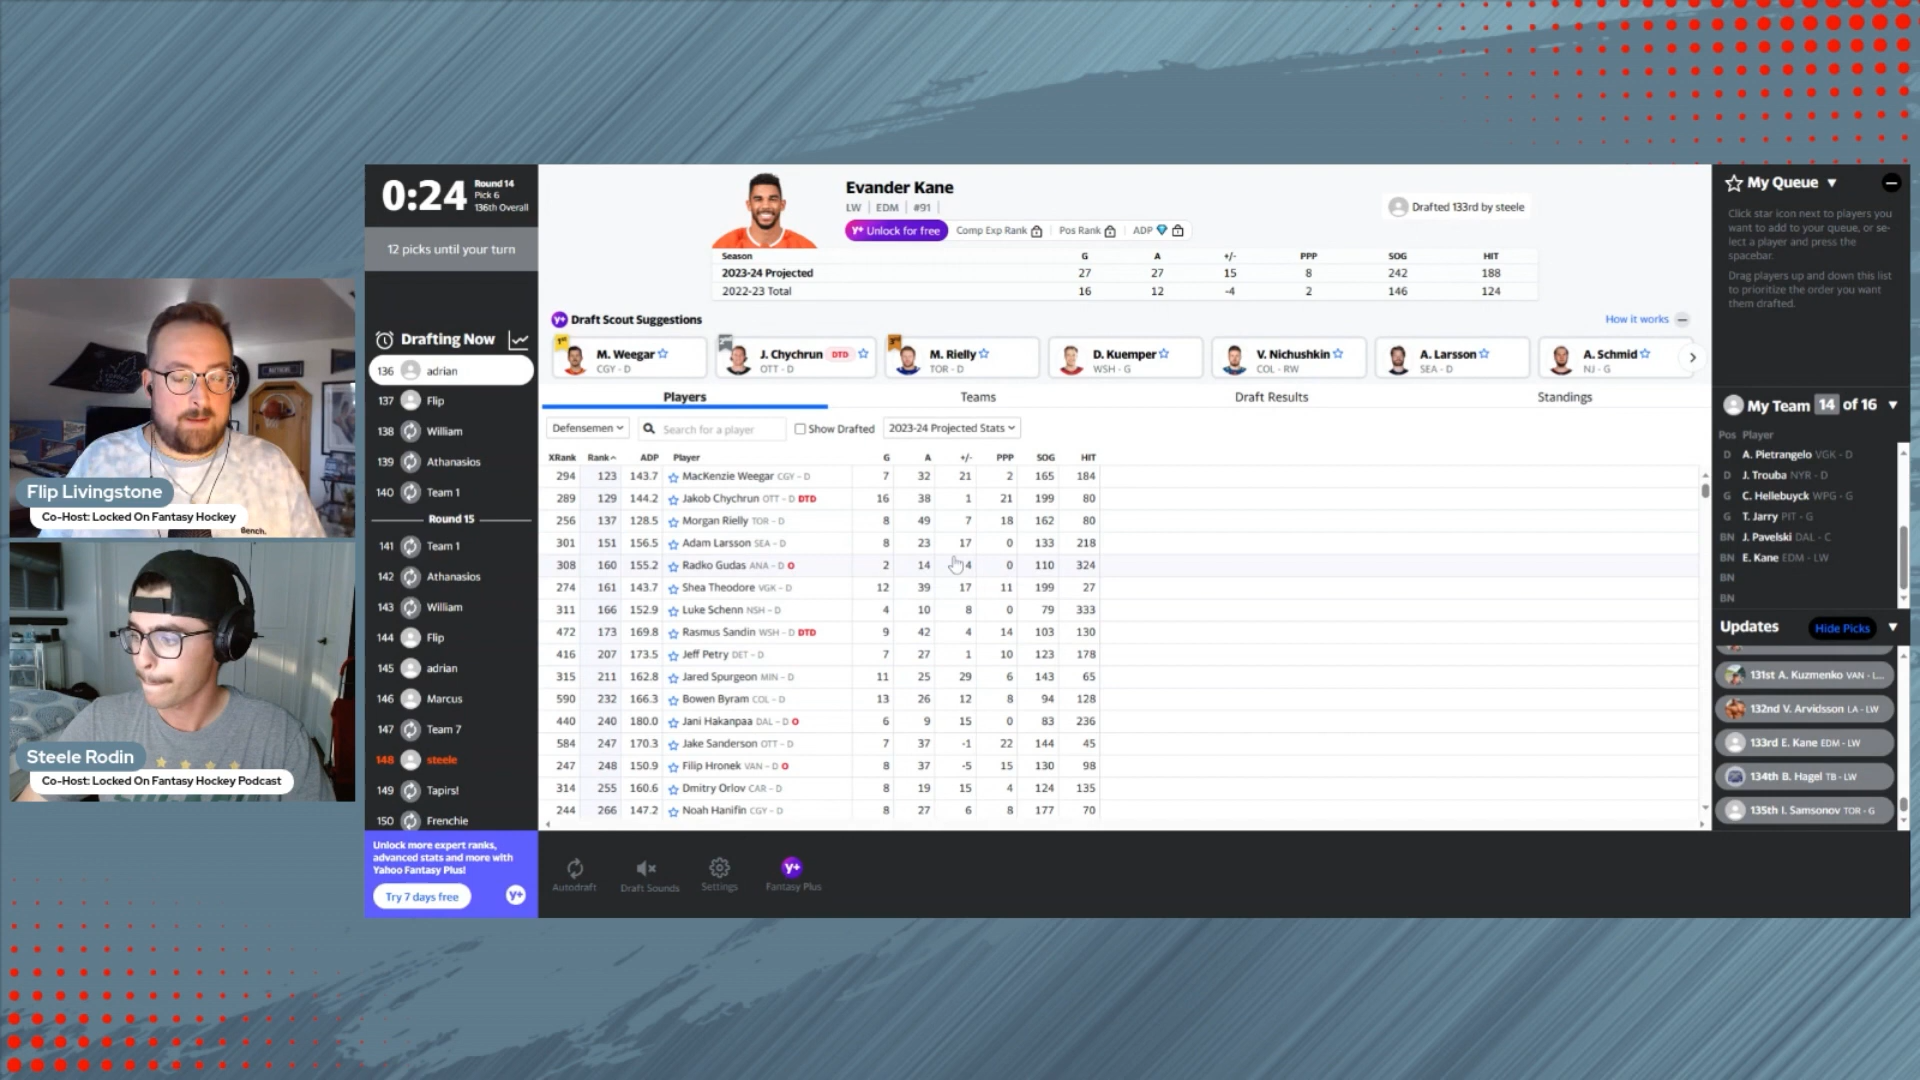 0:24
Round 14
Pick 6
136th Overall
12 picks until your turn
Drafting Now
136 adrian
137 Flip
138 William
139 Athanasios
140 Team 1
Round 15
141 Team 1
142 Athanasios
143 William
144 Flip
145 adrian
146 Marcus
147 Team 7
148 steele
149 Tapirs!
150 Frenchie
Unlock more expert ranks,
advanced stats and more with
Yahoo Fantasy Plus!
Try 7 days free
y+
Flip Livingstone
Co-Host: Locked On Fantasy Hockey
Bench.
Steele Rodin
Co-Host: Locked On Fantasy Hockey Podcast
Evander Kane
LW | EDM | #91
Y+ Unlock for free Comp Exp Rank Pos Rank ADP
Drafted 133rd by steele
Season G A +/- PPP SOG HIT
2023-24 Projected 27 27 15 8 242 188
2022-23 Total 16 12 -4 2 146 124
y+ Draft Scout Suggestions
How it works
M. Weegar
CGY - D
J. Chychrun DTD
OTT - D
M. Rielly
TOR - D
D. Kuemper
WSH - G
V. Nichushkin
COL - RW
A. Larsson
SEA - D
A. Schmid
NJ - G
Players Teams Draft Results Standings
Defensemen Search for a player Show Drafted 2023-24 Projected Stats
XRank Rank ADP Player G A +/- PPP SOG HIT
294 123 143.7 MacKenzie Weegar CGY - D 7 32 21 2 165 184
289 129 144.2 Jakob Chychrun OTT - D DTD 16 38 1 21 199 80
256 137 128.5 Morgan Rielly TOR - D 8 49 7 18 162 80
301 151 156.5 Adam Larsson SEA - D 8 23 17 0 133 218
308 160 155.2 Radko Gudas ANA - D O 2 14 4 0 110 324
274 161 143.7 Shea Theodore VGK - D 12 39 17 11 199 27
311 166 152.9 Luke Schenn NSH - D 4 10 8 0 79 333
472 173 169.8 Rasmus Sandin WSH - D DTD 9 42 4 14 103 130
416 207 173.5 Jeff Petry DET - D 7 27 1 10 123 178
315 211 162.8 Jared Spurgeon MIN - D 11 25 29 6 143 65
590 232 166.3 Bowen Byram COL - D 13 26 12 8 94 128
440 240 180.0 Jani Hakanpaa DAL - D O 6 9 15 0 83 236
584 247 170.3 Jake Sanderson OTT - D 7 37 -1 22 144 45
247 248 150.9 Filip Hronek VAN - D O 8 37 -5 15 130 98
314 255 160.6 Dmitry Orlov CAR - D 8 19 15 4 124 135
244 266 147.2 Noah Hanifin CGY - D 8 27 6 8 177 70
Autodraft Draft Sounds Settings Fantasy Plus
My Queue
Click star icon next to players you
want to add to your queue, or se-
lect a player and press the
spacebar.
Drag players up and down this list
to prioritize the order you want
them drafted.
My Team 14 of 16
Pos Player
D A. Pietrangelo VGK - D
D J. Trouba NYR - D
G C. Hellebuyck WPG - G
G T. Jarry PIT - G
BN J. Pavelski DAL - C
BN E. Kane EDM - LW
BN
BN
Updates Hide Picks
131st A. Kuzmenko VAN - L...
132nd V. Arvidsson LA - LW
133rd E. Kane EDM - LW
134th B. Hagel TB - LW
135th I. Samsonov TOR - G